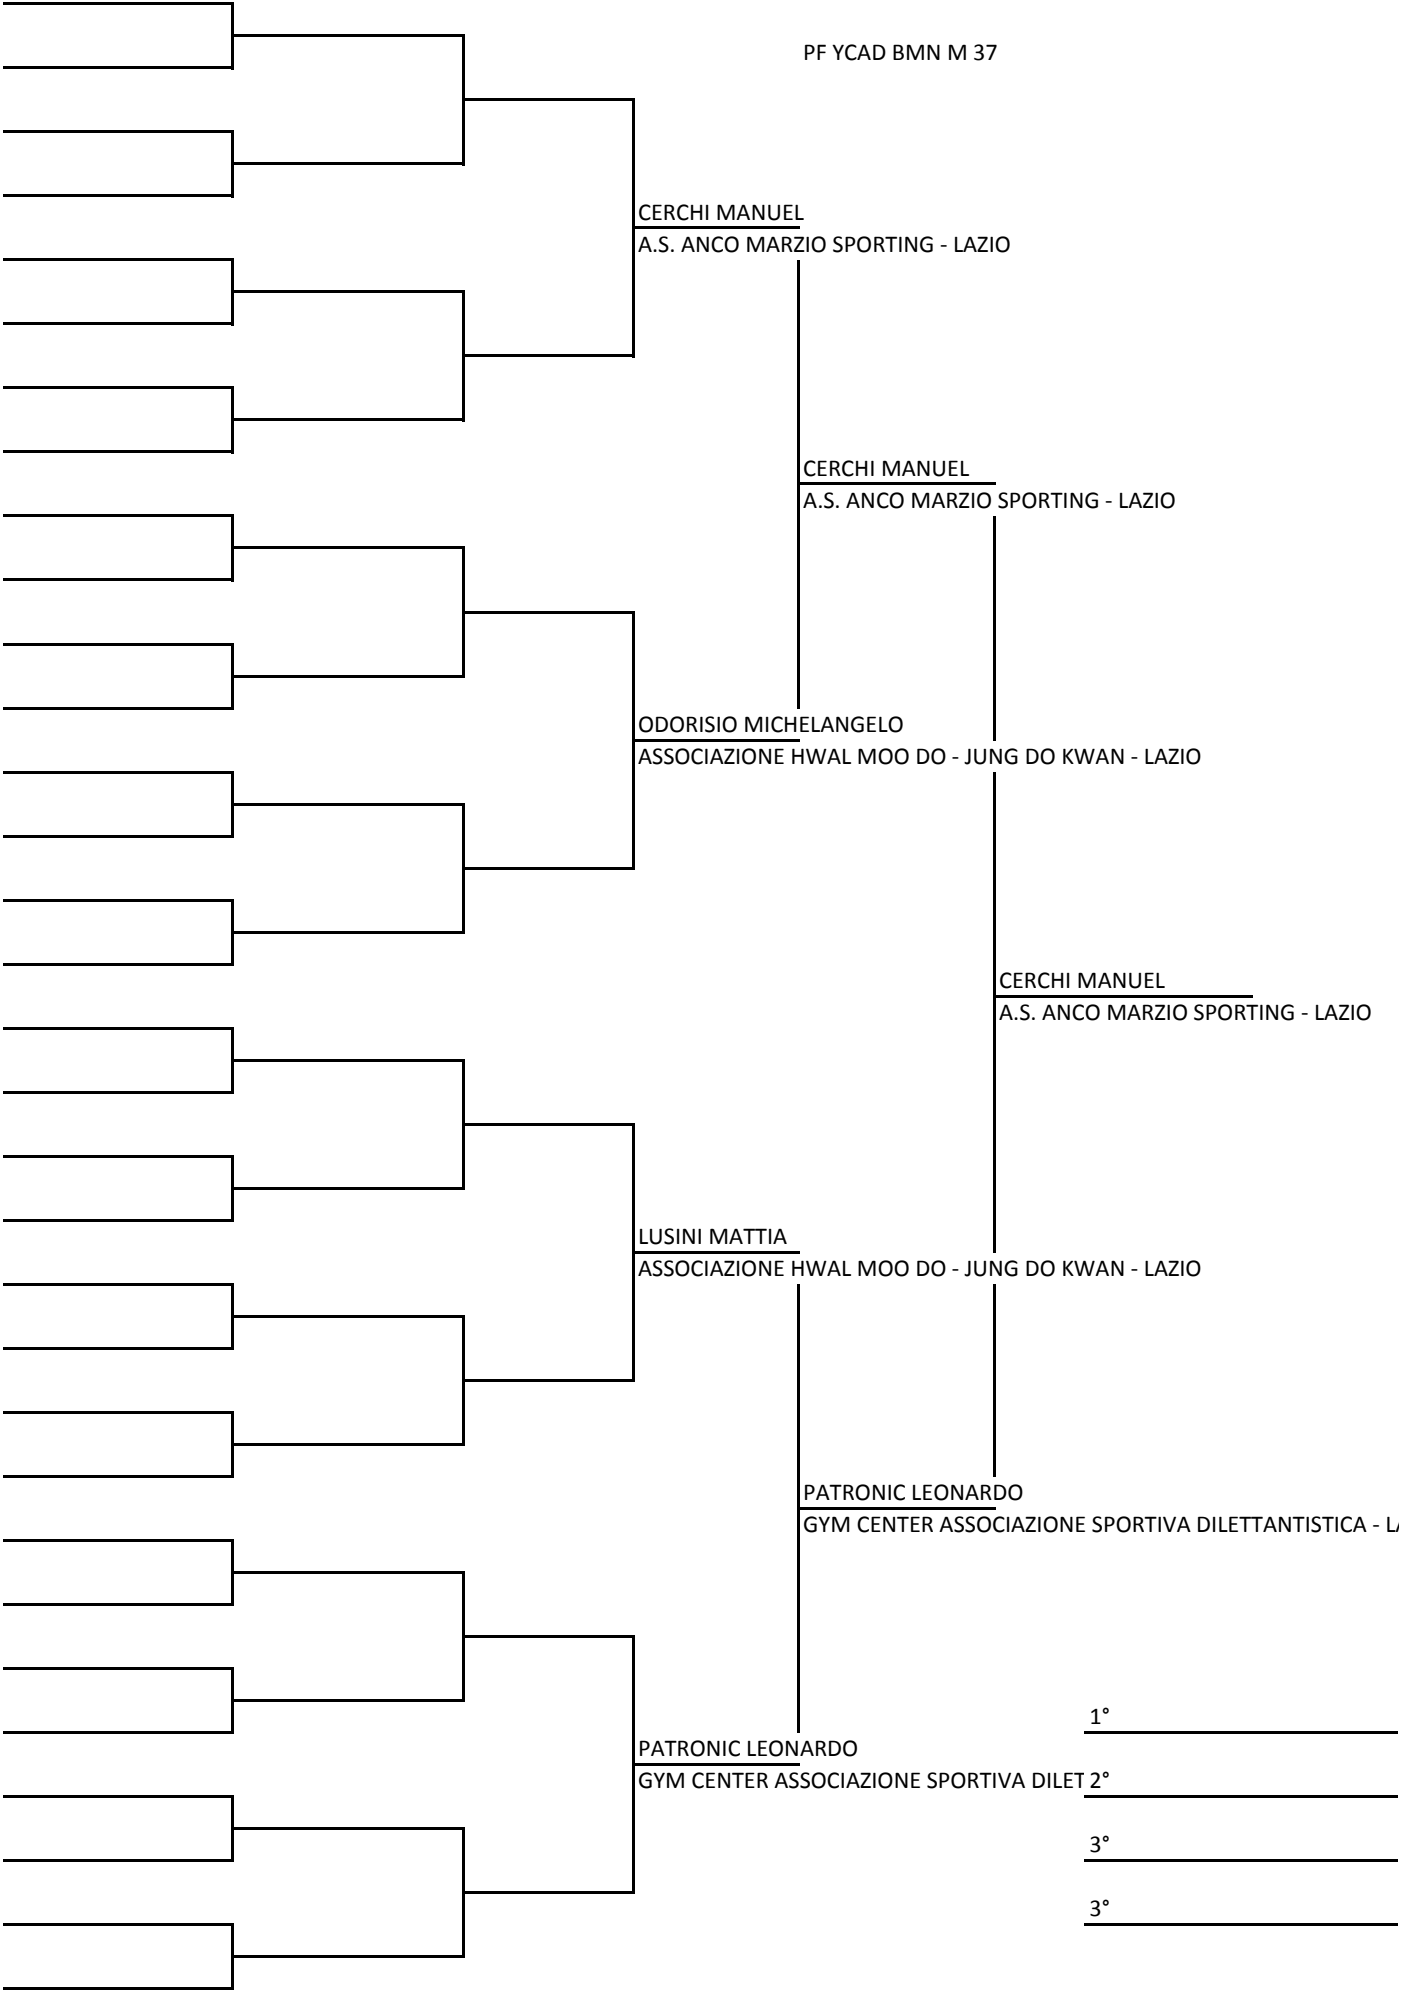 PF YCAD BMN M 37
CERCHI MANUEL
A.S. ANCO MARZIO SPORTING - LAZIO
CERCHI MANUEL
A.S. ANCO MARZIO SPORTING - LAZIO
ODORISIO MICHELANGELO
ASSOCIAZIONE HWAL MOO DO - JUNG DO KWAN - LAZIO
CERCHI MANUEL
A.S. ANCO MARZIO SPORTING - LAZIO
LUSINI MATTIA
ASSOCIAZIONE HWAL MOO DO - JUNG DO KWAN - LAZIO
PATRONIC LEONARDO
GYM CENTER ASSOCIAZIONE SPORTIVA DILETTANTISTICA - LA
1°
PATRONIC LEONARDO
GYM CENTER ASSOCIAZIONE SPORTIVA DILET
2°
3°
3°